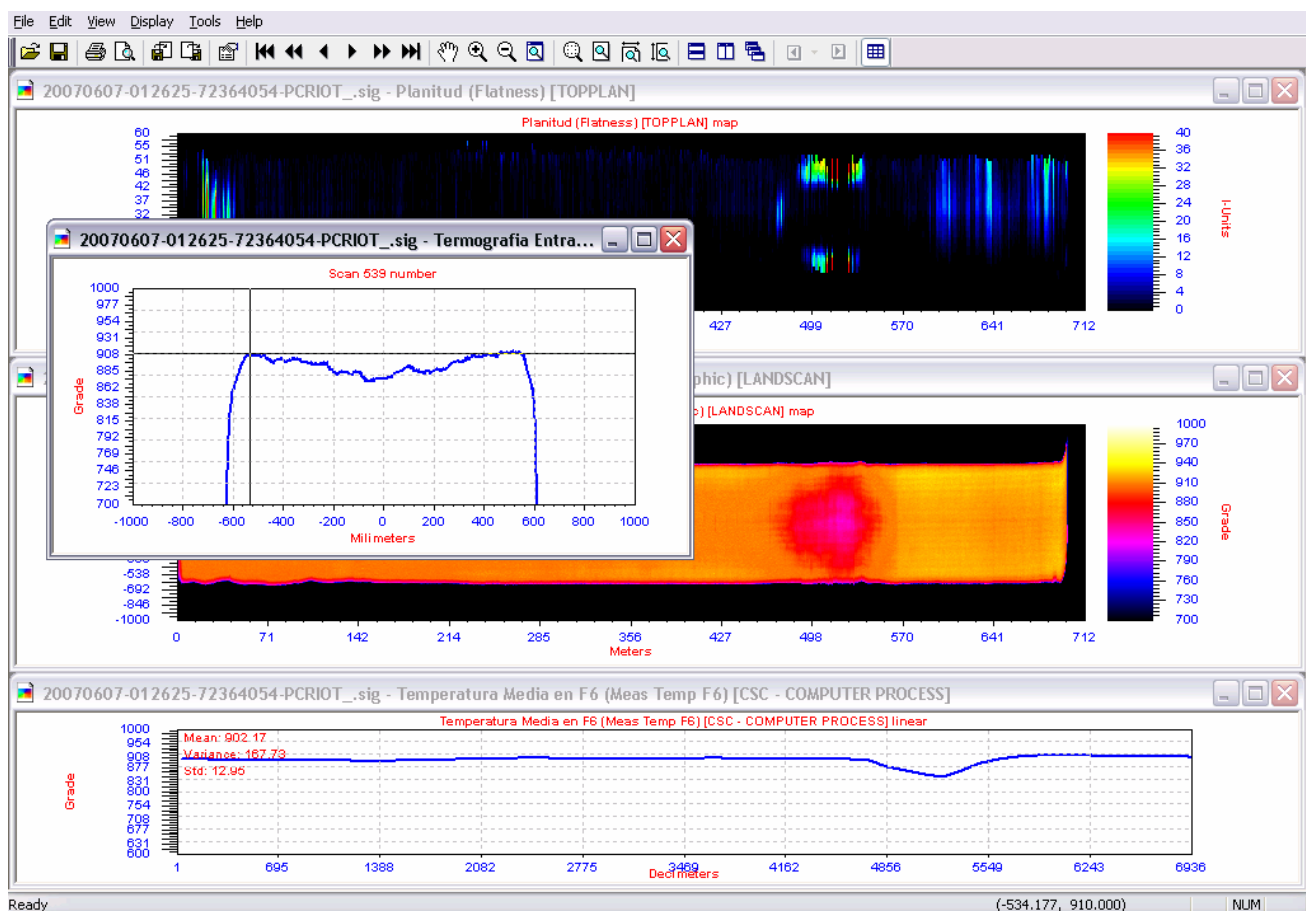 File Edit View Display Tools Help
20070607-012625-72364054-PCRIOT_.sig - Planitud (Flatness) [TOPPLAN]
Planitud (Flatness) [TOPPLAN] map
60
55
51
46
42
37
32
40
36
32
28
24
20
16
12
8
4
0
I-Units
427 499 570 641 712
20070607-012625-72364054-PCRIOT_.sig - Termografia Entra...
Scan 539 number
1000
977
954
931
908
885
862
838
815
792
769
746
723
700
Grade
-1000 -800 -600 -400 -200 0 200 400 600 800 1000
Milimeters
phic) [LANDSCAN]
) [LANDSCAN] map
-538
-692
-846
-1000
1000
970
940
910
880
850
820
790
760
730
700
Grade
0 71 142 214 285 356 427 498 570 641 712
Meters
20070607-012625-72364054-PCRIOT_.sig - Temperatura Media en F6 (Meas Temp F6) [CSC - COMPUTER PROCESS]
Temperatura Media en F6 (Meas Temp F6) [CSC - COMPUTER PROCESS] linear
1000
954
908
877
831
800
754
708
677
631
600
Grade
Mean: 902.17
Variance: 167.73
Std: 12.95
1 695 1388 2082 2775 3469 4162 4856 5549 6243 6936
Decimeters
Ready (-534.177, 910.000) NUM